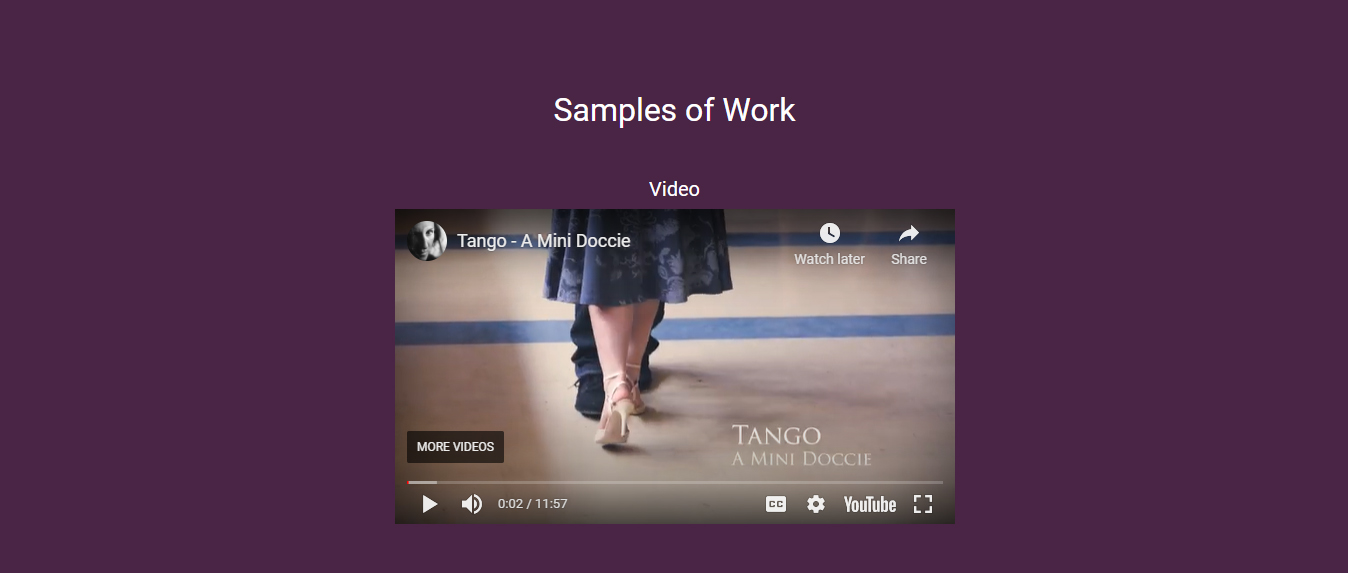 Samples of Work
Video
Tango - A Mini Doccie
Watch later
Share
TANGO
A MINI DOCCIE
MORE VIDEOS
0:02 / 11:57
CC
YouTube